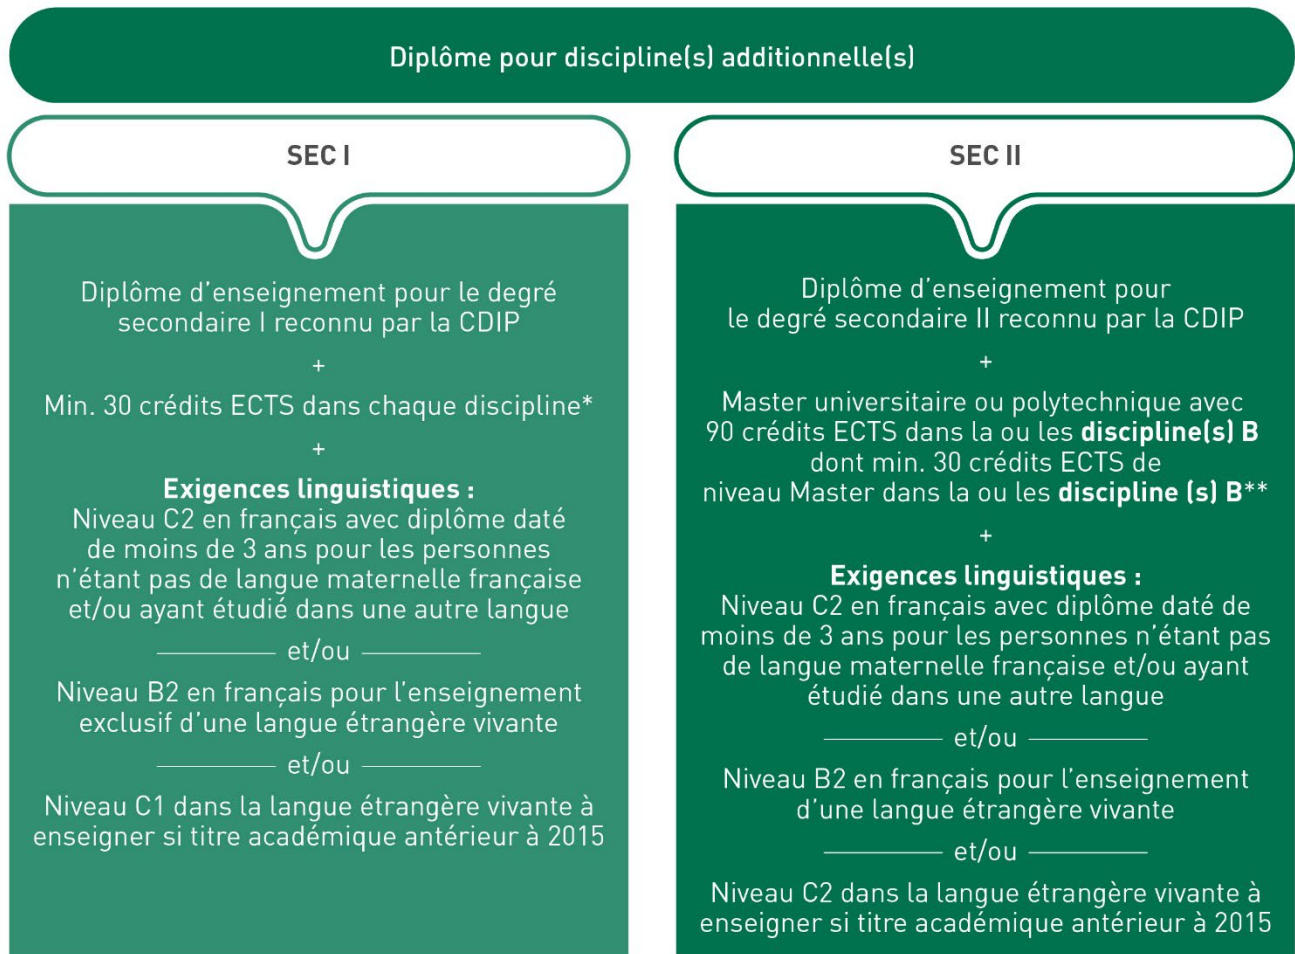 Diplôme pour discipline(s) additionnelle(s)
SEC I
Diplôme d'enseignement pour le degré
secondaire I reconnu par la CDIP
+
Min. 30 crédits ECTS dans chaque discipline*
+
Exigences linguistiques :
Niveau C2 en français avec diplôme daté
de moins de 3 ans pour les personnes
n'étant pas de langue maternelle française
et/ou ayant étudié dans une autre langue
et/ou
Niveau B2 en français pour l'enseignement
exclusif d'une langue étrangère vivante
et/ou
Niveau C1 dans la langue étrangère vivante à
enseigner si titre académique antérieur à 2015
SEC II
Diplôme d'enseignement pour
le degré secondaire II reconnu par la CDIP
+
Master universitaire ou polytechnique avec
90 crédits ECTS dans la ou les discipline(s) B
dont min. 30 crédits ECTS de
niveau Master dans la ou les discipline (s) B**
+
Exigences linguistiques :
Niveau C2 en français avec diplôme daté de
moins de 3 ans pour les personnes n'étant pas
de langue maternelle française et/ou ayant
étudié dans une autre langue
et/ou
Niveau B2 en français pour l'enseignement
d'une langue étrangère vivante
et/ou
Niveau C2 dans la langue étrangère vivante à
enseigner si titre académique antérieur à 2015